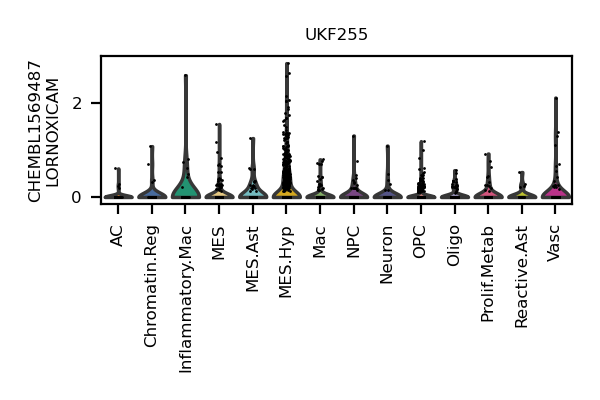 UKF255
CHEMBL1569487
LORNOXICAM
2
0
AC
Chromatin.Reg
Inflammatory.Mac
MES
MES.Ast
MES.Hyp
Mac
NPC
Neuron
OPC
Oligo
Prolif.Metab
Reactive.Ast
Vasc